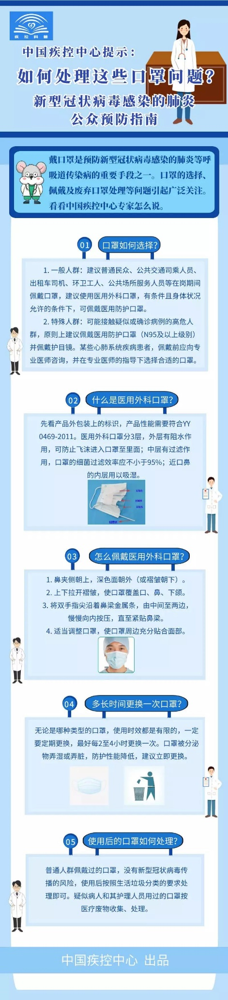 疾控科普
中国疾控中心提示：
如何处理这些口罩问题？
新型冠状病毒感染的肺炎
公众预防指南
戴口罩是预防新型冠状病毒感染的肺炎等呼
吸道传染病的重要手段之一。口罩的选择、
佩戴及废弃口罩处理等问题引起广泛关注。
看看中国疾控中心专家怎么说。
01 口罩如何选择？
1. 一般人群：建议普通民众、公共交通司乘人员、
出租车司机、环卫工人、公共场所服务人员等在岗期间
佩戴口罩，建议使用医用外科口罩，有条件且身体状况
允许的条件下，可佩戴医用防护口罩。
2. 特殊人群：可能接触疑似或确诊病例的高危人
群，原则上建议佩戴医用防护口罩（N95及以上级别）
并佩戴护目镜。某些心肺系统疾病患者，佩戴前应向专
业医师咨询，并在专业医师的指导下选择合适的口罩。
02 什么是医用外科口罩？
先看产品外包装上的标识，产品性能需要符合YY
0469-2011。医用外科口罩分3层，外层有阻水作
用，可防止飞沫进入口罩至里面；中层有过滤作
用，口罩的细菌过滤效率应不小于95%；近口鼻
的内层用以吸湿。
03 怎么佩戴医用外科口罩？
1. 鼻夹侧朝上，深色面朝外（或褶皱朝下）。
2. 上下拉开褶皱，使口罩覆盖口、鼻、下颌。
3. 将双手指尖沿着鼻梁金属条，由中间至两边，
慢慢向内按压，直至紧贴鼻梁。
4. 适当调整口罩，使口罩周边充分贴合面部。
04 多长时间更换一次口罩？
无论是哪种类型的口罩，使用时效都是有限的，一定
要定期更换，最好每2至4小时更换一次。口罩被分泌
物弄湿或弄脏，防护性能降低，建议立即更换。
05 使用后的口罩如何处理？
普通人群佩戴过的口罩，没有新型冠状病毒传
播的风险，使用后按照生活垃圾分类的要求处
理即可。疑似病人和其护理人员用过的口罩按
医疗废物收集、处理。
中国疾控中心 出品